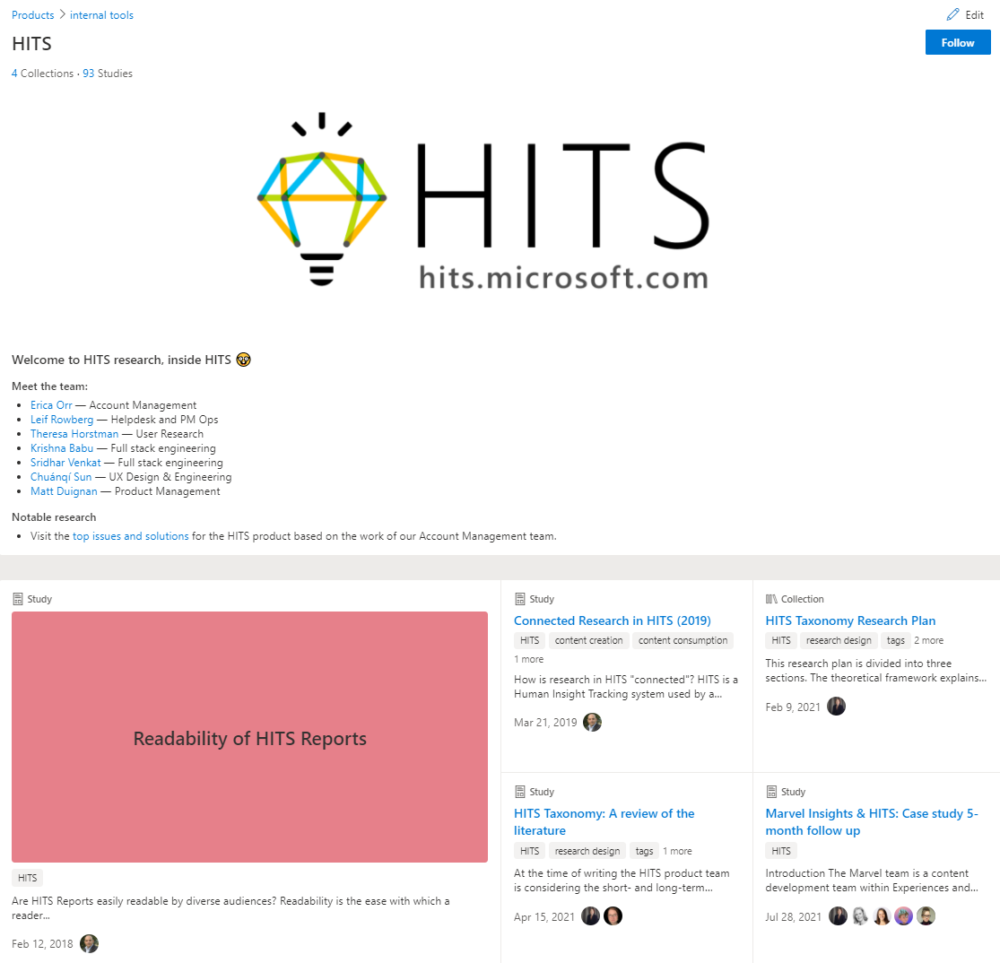 Products > internal tools
Edit
HITS
Follow
4 Collections · 93 Studies
HITS
hits.microsoft.com
Welcome to HITS research, inside HITS 🤓
Meet the team:
• Erica Orr — Account Management
• Leif Rowberg — Helpdesk and PM Ops
• Theresa Horstman — User Research
• Krishna Babu — Full stack engineering
• Sridhar Venkat — Full stack engineering
• Chuánqí Sun — UX Design & Engineering
• Matt Duignan — Product Management
Notable research
• Visit the top issues and solutions for the HITS product based on the work of our Account Management team.
Study
Readability of HITS Reports
HITS
Are HITS Reports easily readable by diverse audiences? Readability is the ease with which a
reader...
Feb 12, 2018
Study
Connected Research in HITS (2019)
HITS content creation content consumption
1 more
How is research in HITS "connected"? HITS is a
Human Insight Tracking system used by a...
Mar 21, 2019
Collection
HITS Taxonomy Research Plan
HITS research design tags 2 more
This research plan is divided into three
sections. The theoretical framework explains...
Feb 9, 2021
Study
HITS Taxonomy: A review of the
literature
HITS research design tags 1 more
At the time of writing the HITS product team
is considering the short- and long-term...
Apr 15, 2021
Study
Marvel Insights & HITS: Case study 5-
month follow up
HITS
Introduction The Marvel team is a content
development team within Experiences and...
Jul 28, 2021